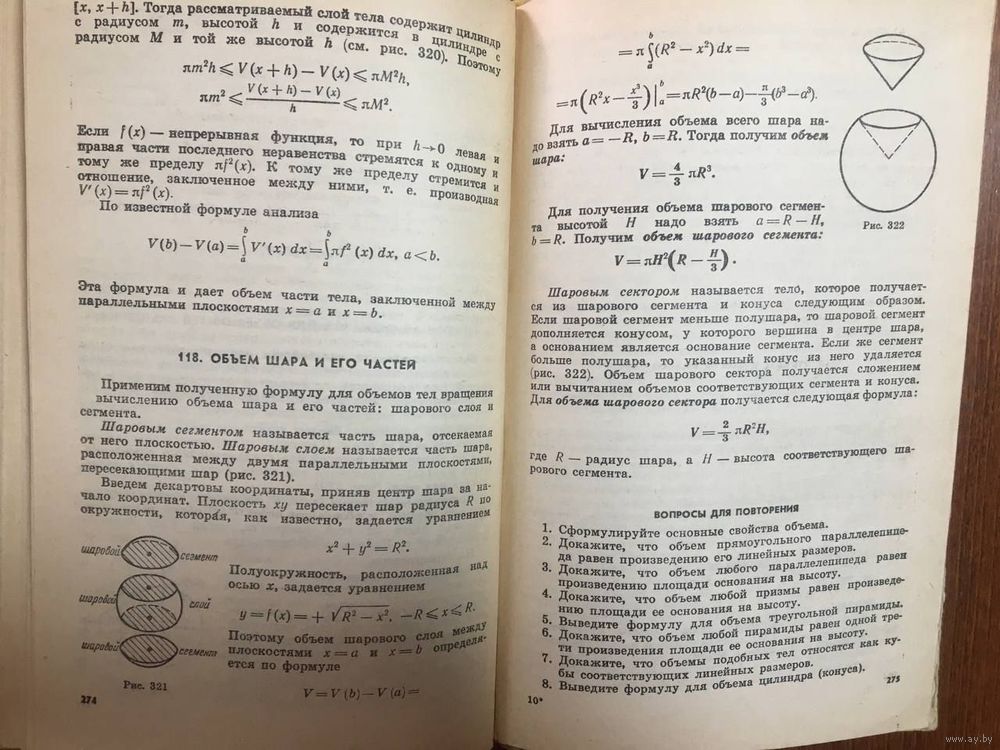 [x, x + h]. Тогда рассматриваемый слой тела содержит цилиндр
с радиусом m, высотой h и содержится в цилиндре с
радиусом M и той же высотой h (см. рис. 320). Поэтому
πm²h ⩽ V (x + h) − V (x) ⩽ πM²h,
πm² ⩽ (V (x + h) − V (x)) / h ⩽ πM².
Если f (x) — непрерывная функция, то при h→0 левая и
правая части последнего неравенства стремятся к одному и
тому же пределу πf² (x). К тому же пределу стремится и
отношение, заключенное между ними, т. е. производная
V′ (x) = πf² (x).
По известной формуле анализа
V (b) − V (a) = ∫ₐᵇ V′ (x) dx = ∫ₐᵇ πf² (x) dx, a < b.
Эта формула и дает объем части тела, заключенной между
параллельными плоскостями x = a и x = b.
118. ОБЪЕМ ШАРА И ЕГО ЧАСТЕЙ
Применим полученную формулу для объемов тел вращения
к вычислению объема шара и его частей: шарового слоя и
сегмента.
Шаровым сегментом называется часть шара, отсекаемая
от него плоскостью. Шаровым слоем называется часть шара,
расположенная между двумя параллельными плоскостями,
пересекающими шар (рис. 321).
Введем декартовы координаты, приняв центр шара за на-
чало координат. Плоскость xy пересекает шар радиуса R по
окружности, которая, как известно, задается уравнением
x² + y² = R².
Полуокружность, расположенная над
осью x, задается уравнением
y = f (x) = + √(R² − x²), −R ⩽ x ⩽ R.
Поэтому объем шарового слоя между
плоскостями x = a и x = b определя-
ется по формуле
V = V (b) − V (a) =
шаровой сегмент
шаровой слой
шаровой сегмент
Рис. 321
274
= π ∫ₐᵇ (R² − x²) dx =
= π (R²x − x³/3) |ₐᵇ = πR² (b − a) − π/3 (b³ − a³).
Для вычисления объема всего шара на-
до взять a = −R, b = R. Тогда получим объем
шара:
V = 4/3 πR³.
Для получения объема шарового сегмен-
та высотой H надо взять a = R − H,
b = R. Получим объем шарового сегмента:
V = πH² (R − H/3).
Рис. 322
Шаровым сектором называется тело, которое получает-
ся из шарового сегмента и конуса следующим образом.
Если шаровой сегмент меньше полушара, то шаровой сегмент
дополняется конусом, у которого вершина в центре шара,
а основанием является основание сегмента. Если же сегмент
больше полушара, то указанный конус из него удаляется
(рис. 322). Объем шарового сектора получается сложением
или вычитанием объемов соответствующих сегмента и конуса.
Для объема шарового сектора получается следующая формула:
V = 2/3 πR²H,
где R — радиус шара, а H — высота соответствующего ша-
рового сегмента.
ВОПРОСЫ ДЛЯ ПОВТОРЕНИЯ
1. Сформулируйте основные свойства объема.
2. Докажите, что объем прямоугольного параллелепипе-
да равен произведению его линейных размеров.
3. Докажите, что объем любого параллелепипеда равен
произведению площади основания на высоту.
4. Докажите, что объем любой призмы равен произведе-
нию площади ее основания на высоту.
5. Выведите формулу для объема треугольной пирамиды.
6. Докажите, что объем любой пирамиды равен одной тре-
ти произведения площади ее основания на высоту.
7. Докажите, что объемы подобных тел относятся как ку-
бы соответствующих линейных размеров.
8. Выведите формулу для объема цилиндра (конуса).
10*
275
www.ay.by